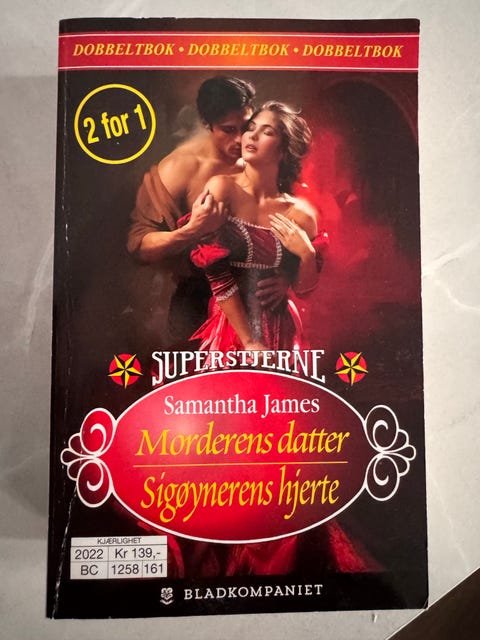 DOBBELTBOK • DOBBELTBOK • DOBBELTBOK
2 for 1
SUPERSTJERNE
Samantha James
Morderens datter
Sigøynerens hjerte
KJÆRLIGHET
2022 Kr 139,-
BC 1258 161
BLADKOMPANIET